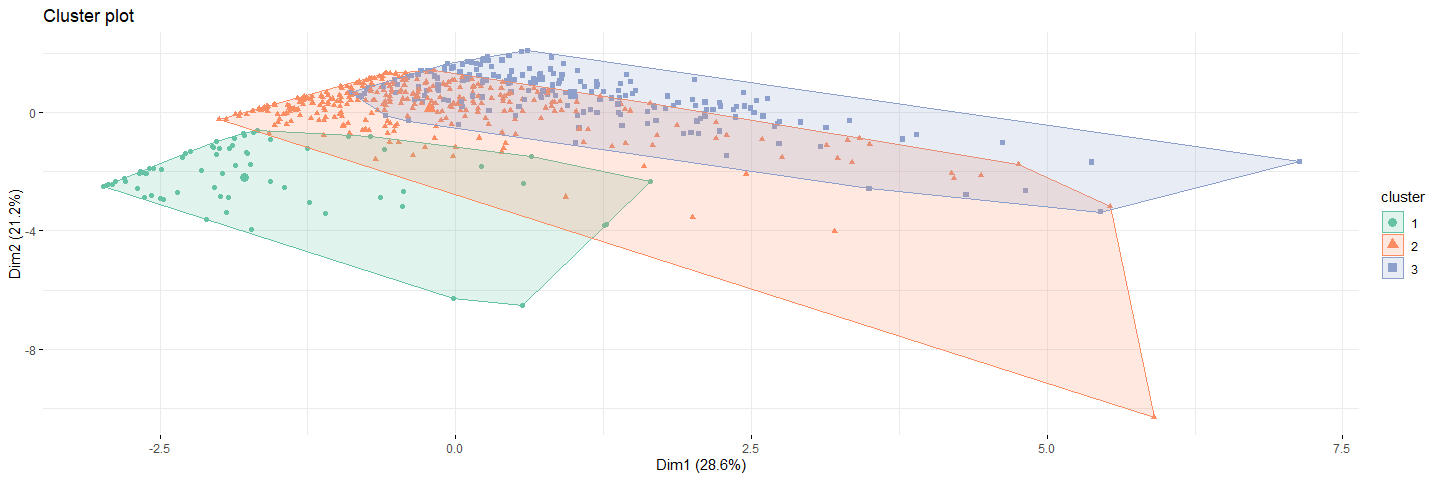 Cluster plot
0
-4
-8
Dim2 (21.2%)
-2.5
0.0
2.5
5.0
7.5
Dim1 (28.6%)
cluster
1
2
3